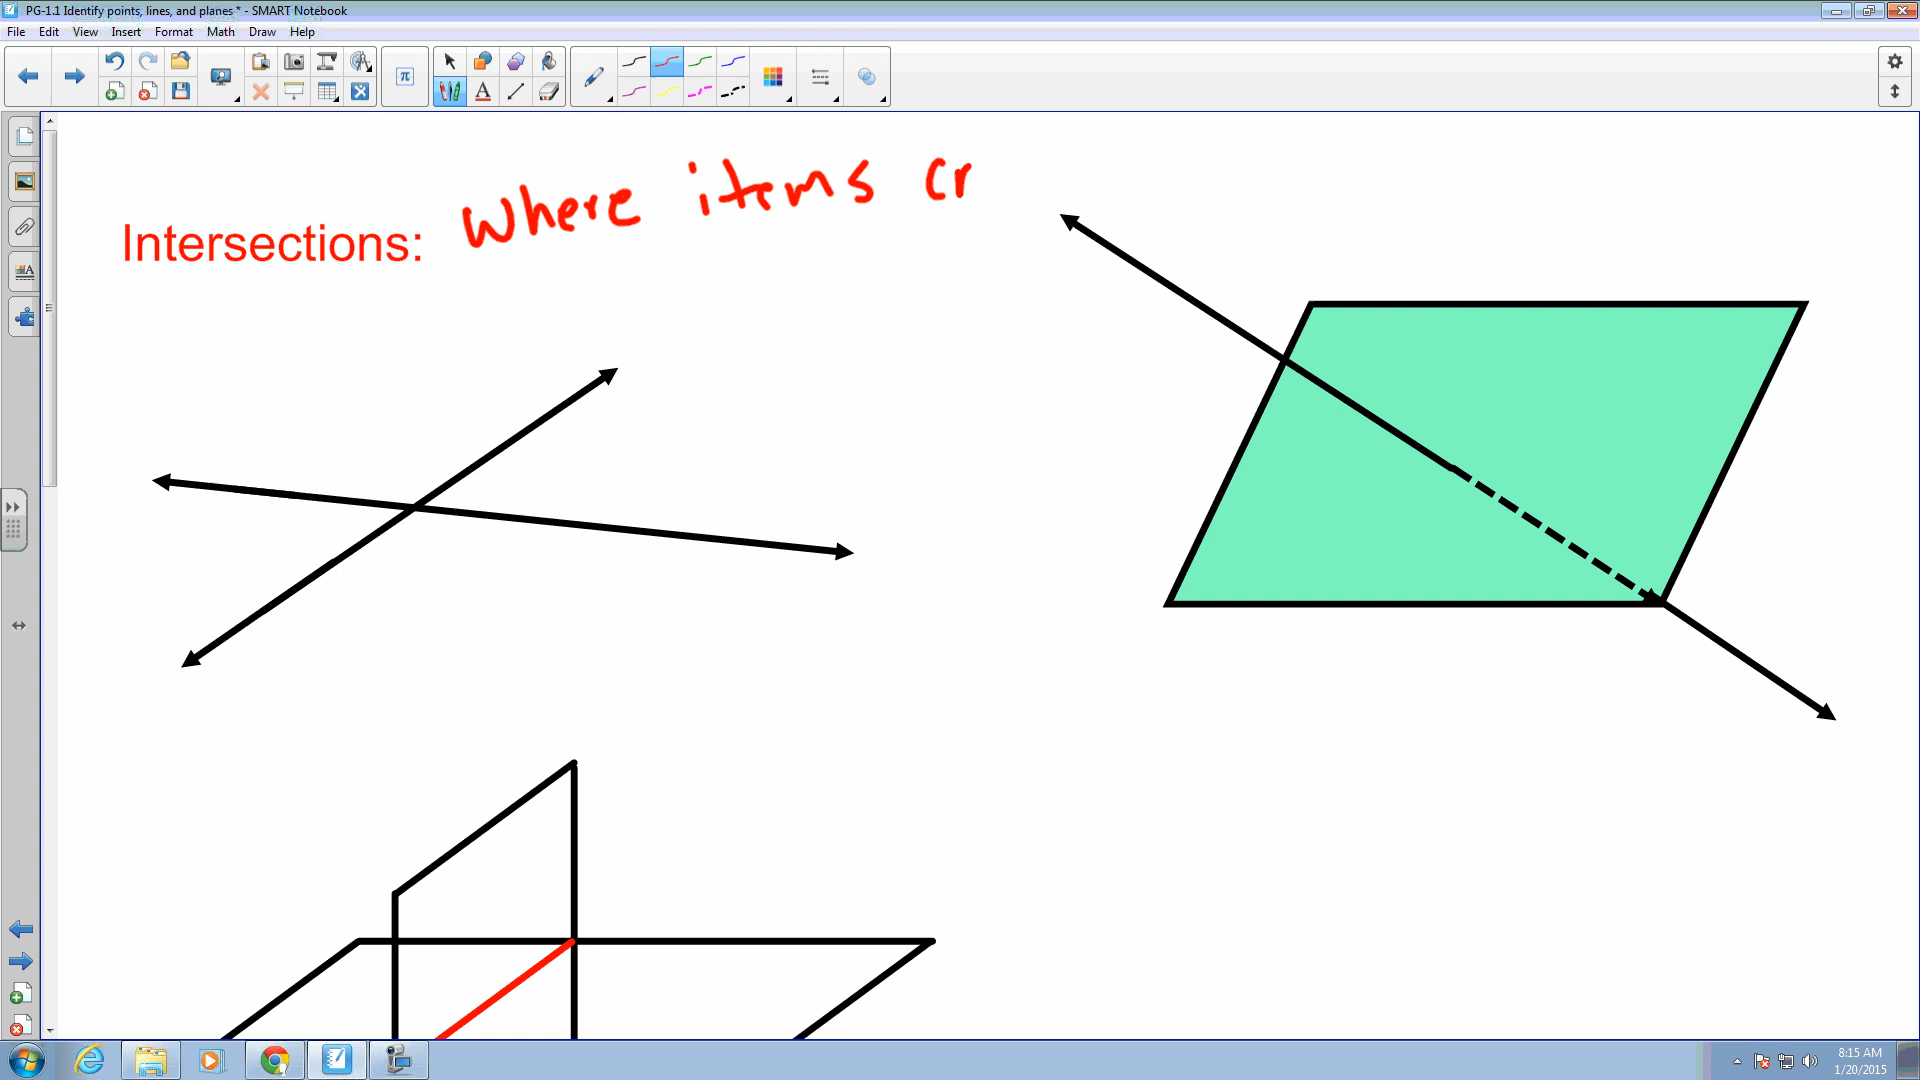 PG-1.1 Identify points, lines, and planes * - SMART Notebook
File Edit View Insert Format Math Draw Help
Where items cr
Intersections:
8:15 AM
1/20/2015